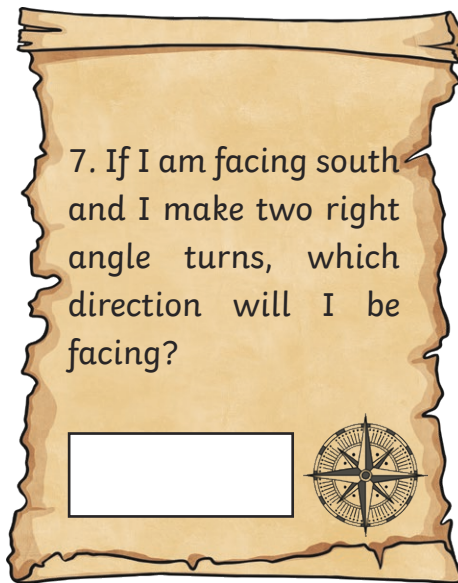 7. If I am facing south
and I make two right
angle turns, which
direction will I be
facing?